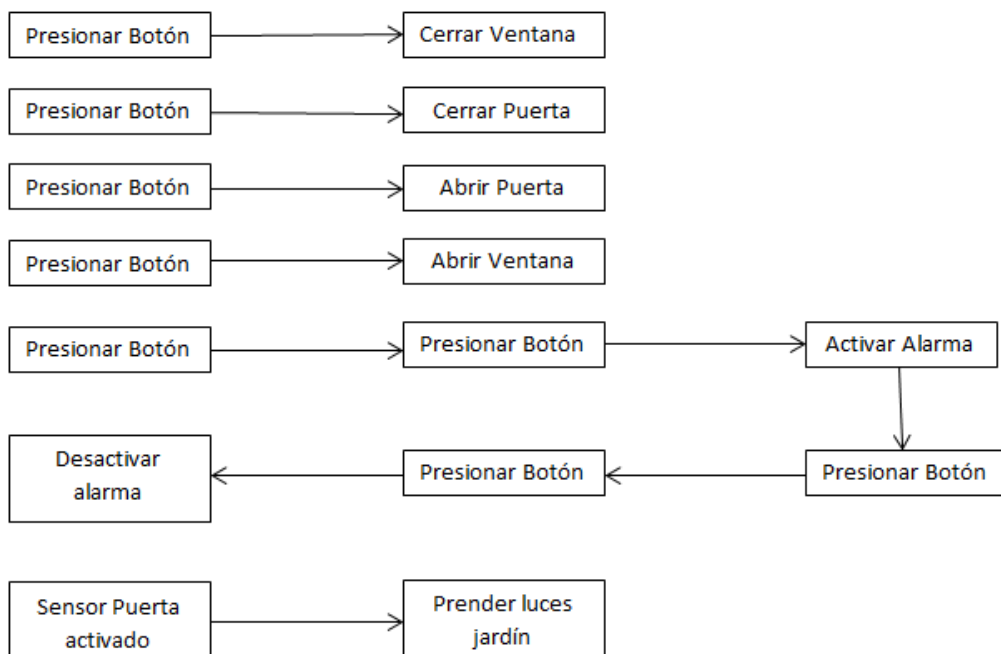 Presionar Botón
Cerrar Ventana
Presionar Botón
Cerrar Puerta
Presionar Botón
Abrir Puerta
Presionar Botón
Abrir Ventana
Presionar Botón
Presionar Botón
Activar Alarma
Desactivar
alarma
Presionar Botón
Presionar Botón
Sensor Puerta
activado
Prender luces
jardín